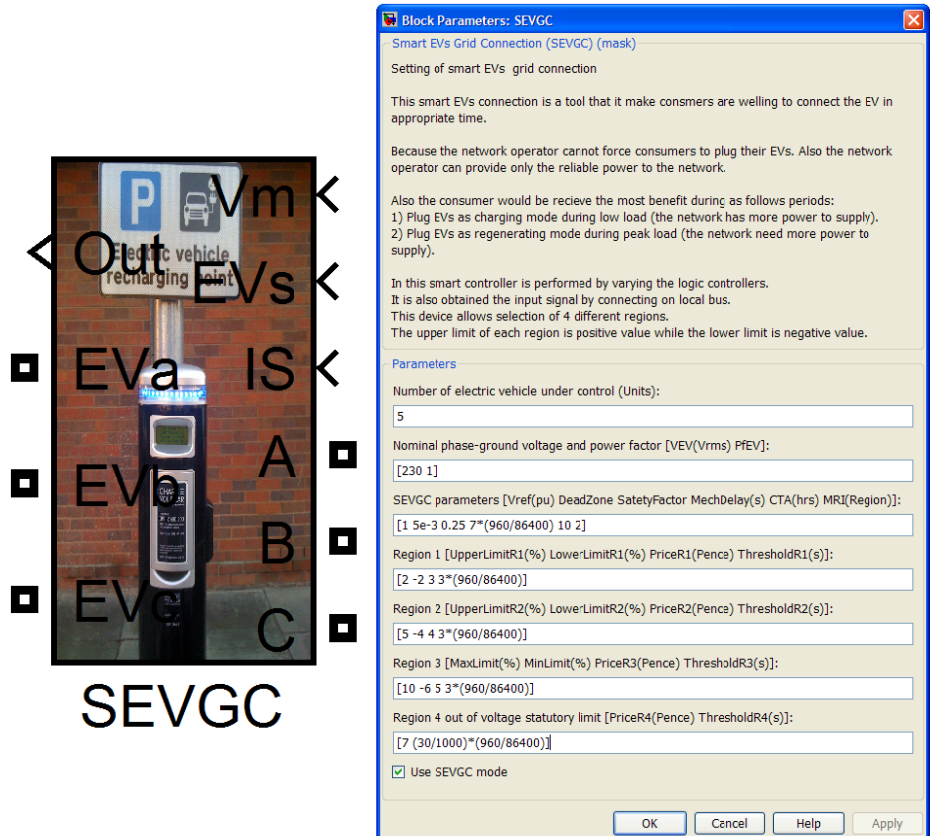 Vm
Out
EVs
Electric vehicle
recharging point
P
EVa
IS
A
EVb
B
EVc
C
SEVGC
Block Parameters: SEVGC
Smart EVs Grid Connection (SEVGC) (mask)
Setting of smart EVs grid connection
This smart EVs connection is a tool that it make consmers are welling to connect the EV in
appropriate time.
Because the network operator cannot force consumers to plug their EVs. Also the network
operator can provide only the reliable power to the network.
Also the consumer would be recieve the most benefit during as follows periods:
1) Plug EVs as charging mode during low load (the network has more power to supply).
2) Plug EVs as regenerating mode during peak load (the network need more power to
supply).
In this smart controller is performed by varying the logic controllers.
It is also obtained the input signal by connecting on local bus.
This device allows selection of 4 different regions.
The upper limit of each region is positive value while the lower limit is negative value.
Parameters
Number of electric vehicle under control (Units):
5
Nominal phase-ground voltage and power factor [VEV(Vrms) PfEV]:
[230 1]
SEVGC parameters [Vref(pu) DeadZone SatetyFactor MechDelay(s) CTA(hrs) MRI(Region)]:
[1 5e-3 0.25 7*(960/86400) 10 2]
Region 1 [UpperLimitR1(%) LowerLimitR1(%) PriceR1(Pence) ThresholdR1(s)]:
[2 -2 3 3*(960/86400)]
Region 2 [UpperLimitR2(%) LowerLimitR2(%) PriceR2(Pence) ThresholdR2(s)]:
[5 -4 4 3*(960/86400)]
Region 3 [MaxLimit(%) MinLimit(%) PriceR3(Pence) ThresholdR3(s)]:
[10 -6 5 3*(960/86400)]
Region 4 out of voltage statutory limit [PriceR4(Pence) ThresholdR4(s)]:
[7 (30/1000)*(960/86400)]
Use SEVGC mode
OK
Cancel
Help
Apply